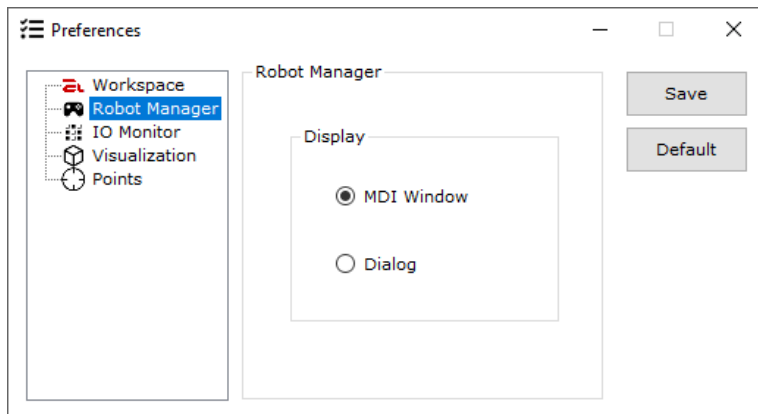 Preferences
Workspace
Robot Manager
IO Monitor
Visualization
Points
Robot Manager
Display
MDI Window
Dialog
Save
Default